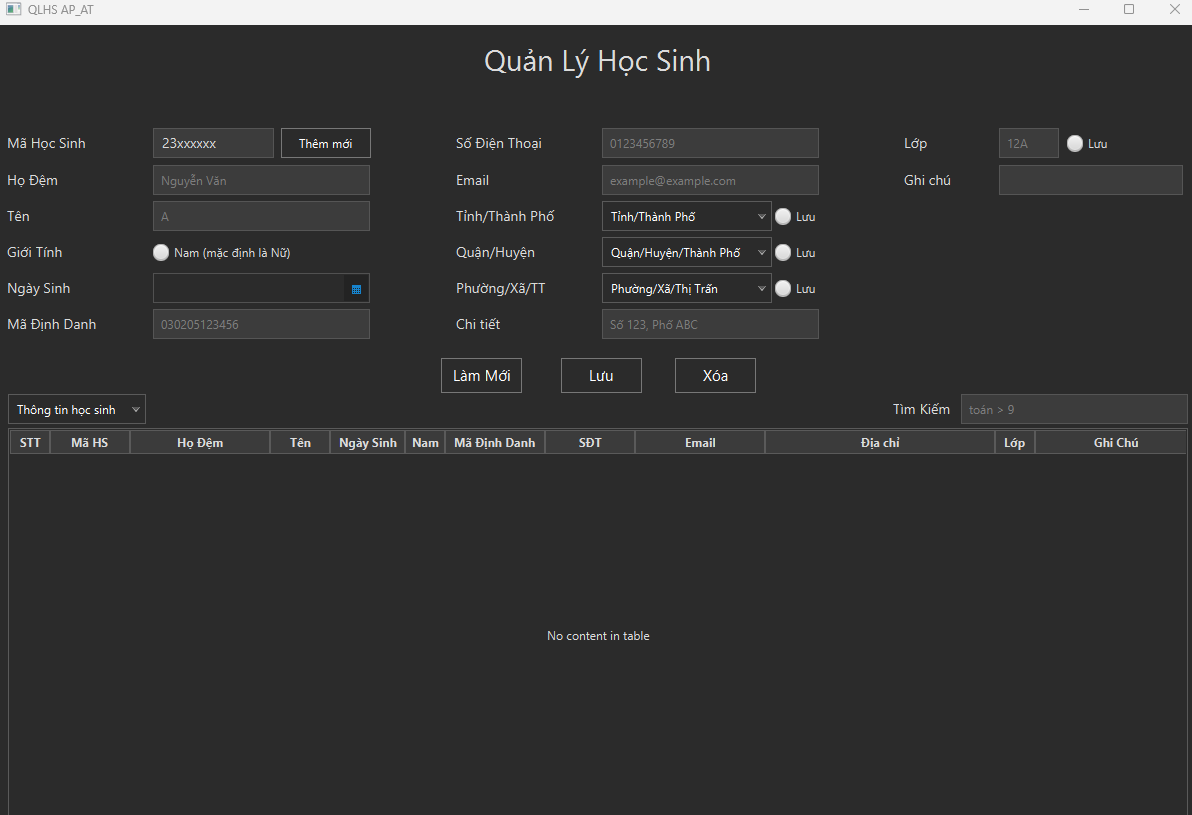 QLHS AP_AT
Quản Lý Học Sinh
Mã Học Sinh 23xxxxxx Thêm mới Số Điện Thoại 0123456789 Lớp 12A Lưu
Họ Đệm Nguyễn Văn Email example@example.com Ghi chú
Tên A Tỉnh/Thành Phố Tỉnh/Thành Phố Lưu
Giới Tính Nam (mặc định là Nữ) Quận/Huyện Quận/Huyện/Thành Phố Lưu
Ngày Sinh Phường/Xã/TT Phường/Xã/Thị Trấn Lưu
Mã Định Danh 030205123456 Chi tiết Số 123, Phố ABC
Làm Mới Lưu Xóa
Thông tin học sinh Tìm Kiếm toán > 9
STT Mã HS Họ Đệm Tên Ngày Sinh Nam Mã Định Danh SĐT Email Địa chỉ Lớp Ghi Chú
No content in table